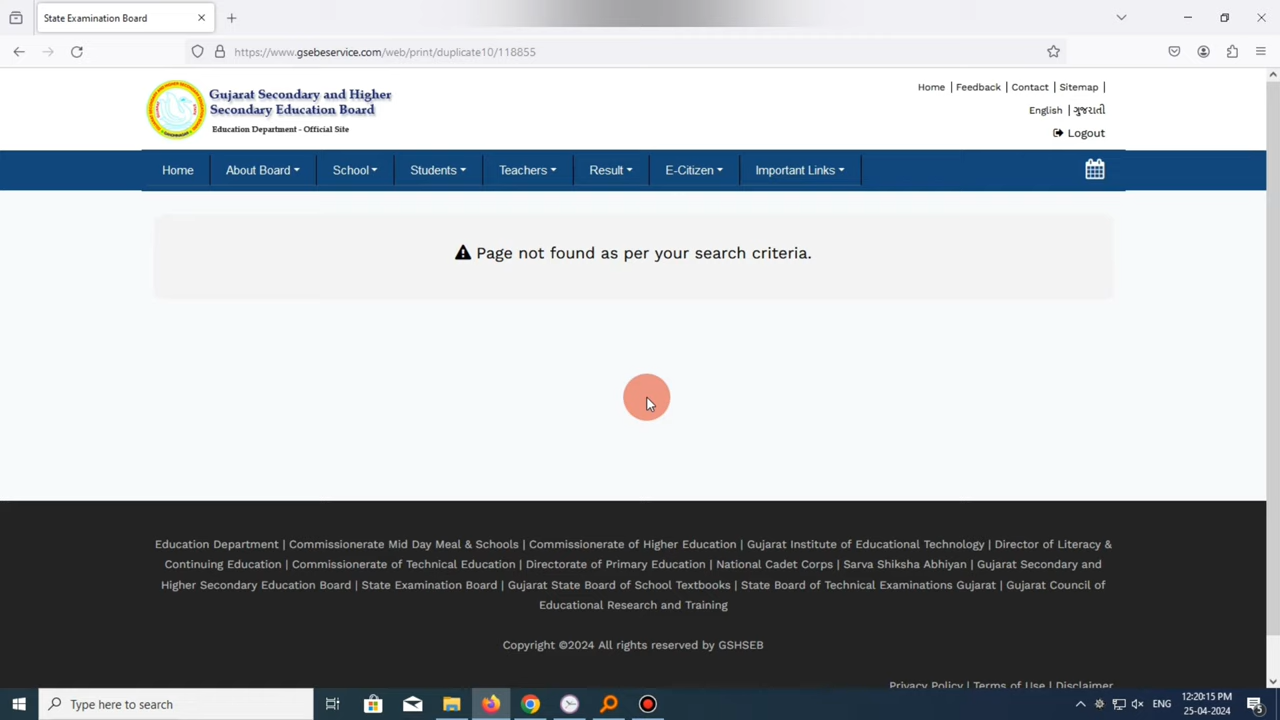 State Examination Board
https://www.gsebeservice.com/web/print/duplicate10/118855
Gujarat Secondary and Higher
Secondary Education Board
Education Department - Official Site
Home | Feedback | Contact | Sitemap |
English | ગુજરાતી
Logout
Home About Board School Students Teachers Result E-Citizen Important Links
Page not found as per your search criteria.
Education Department | Commissionerate Mid Day Meal & Schools | Commissionerate of Higher Education | Gujarat Institute of Educational Technology | Director of Literacy &
Continuing Education | Commissionerate of Technical Education | Directorate of Primary Education | National Cadet Corps | Sarva Shiksha Abhiyan | Gujarat Secondary and
Higher Secondary Education Board | State Examination Board | Gujarat State Board of School Textbooks | State Board of Technical Examinations Gujarat | Gujarat Council of
Educational Research and Training
Copyright ©2024 All rights reserved by GSHSEB
Privacy Policy | Terms of Use | Disclaimer
Type here to search
ENG
12:20:15 PM
25-04-2024
5